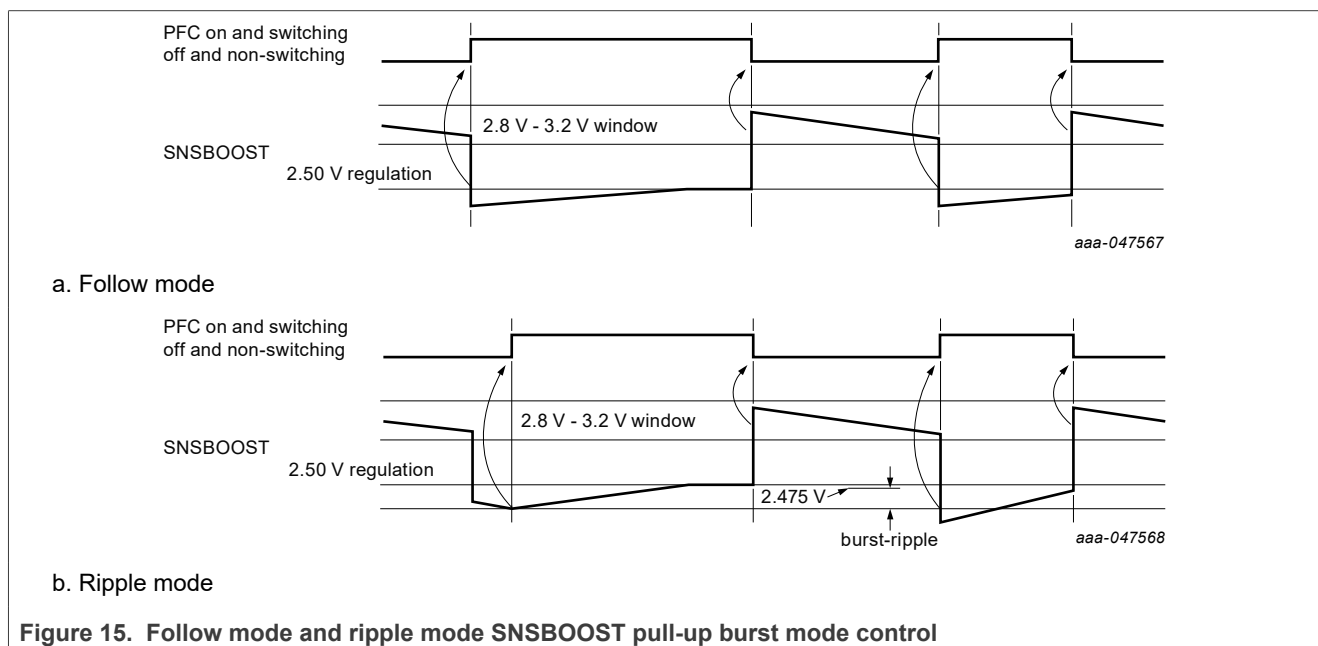 PFC on and switching
off and non-switching
2.8 V - 3.2 V window
SNSBOOST
2.50 V regulation
aaa-047567
a. Follow mode
PFC on and switching
off and non-switching
2.8 V - 3.2 V window
SNSBOOST
2.50 V regulation
2.475 V
burst-ripple
aaa-047568
b. Ripple mode
Figure 15. Follow mode and ripple mode SNSBOOST pull-up burst mode control